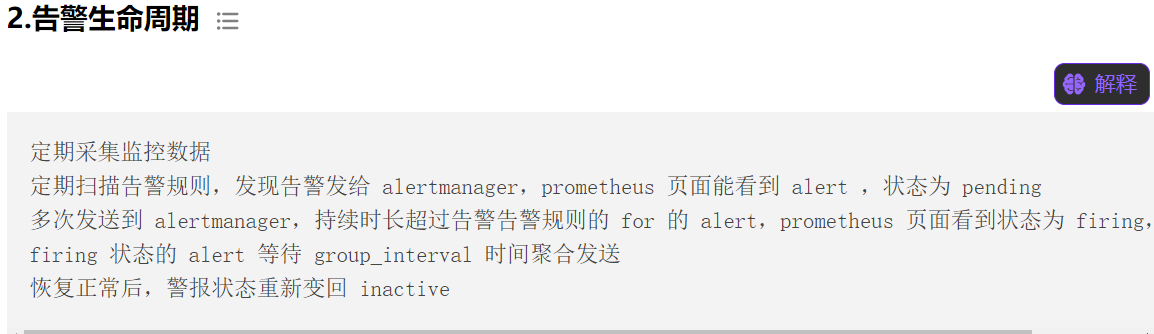 2.告警生命周期
解释
定期采集监控数据
定期扫描告警规则，发现告警发给 alertmanager，prometheus 页面能看到 alert ，状态为 pending
多次发送到 alertmanager，持续时长超过告警告警规则的 for 的 alert，prometheus 页面看到状态为 firing，
firing 状态的 alert 等待 group_interval 时间聚合发送
恢复正常后，警报状态重新变回 inactive